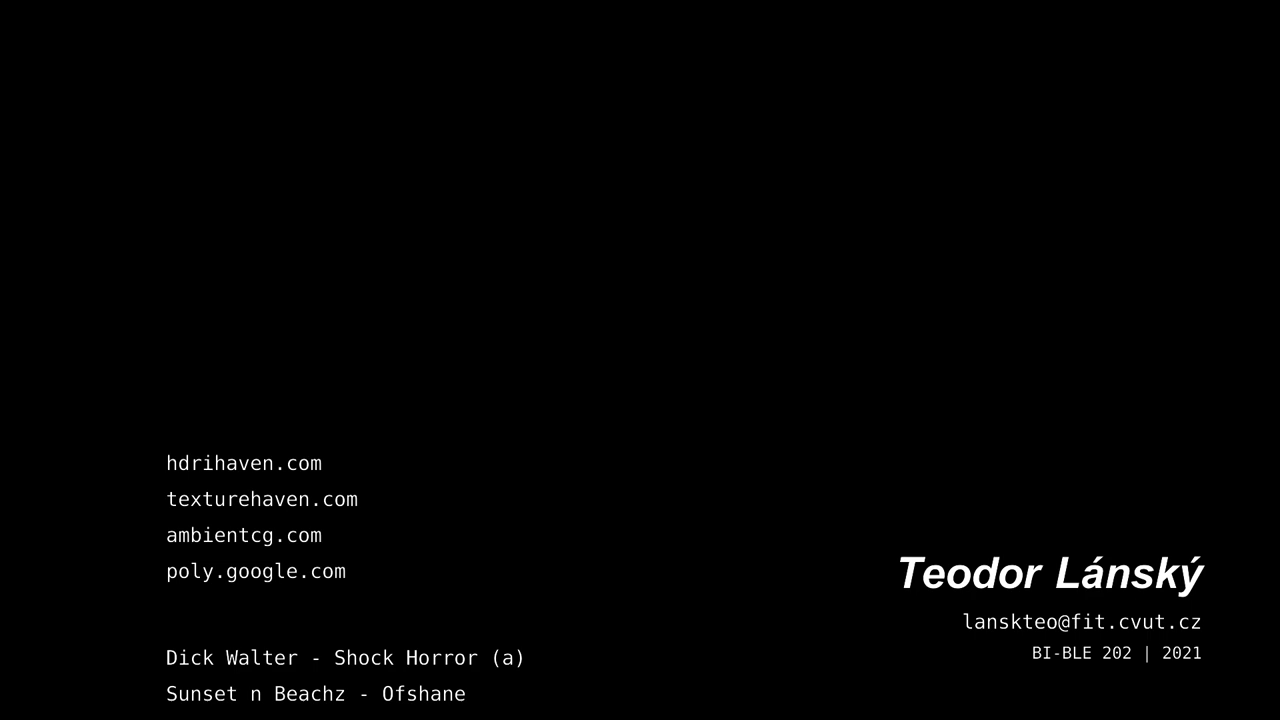 hdrihaven.com
texturehaven.com
ambientcg.com
poly.google.com
Dick Walter - Shock Horror (a)
Sunset n Beachz - Ofshane
Teodor Lánský
lanskteo@fit.cvut.cz
BI-BLE 202 | 2021